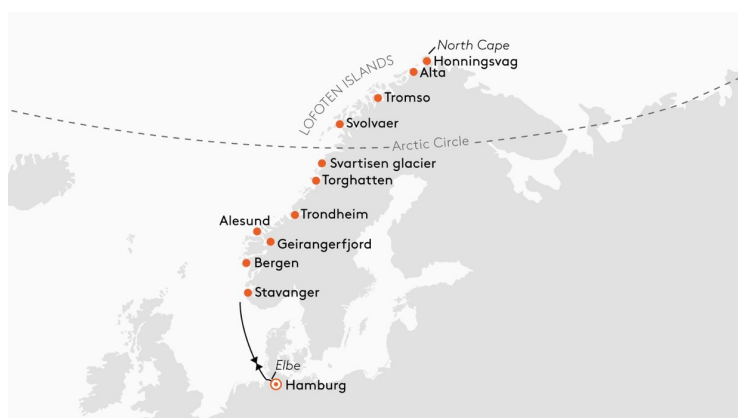 North Cape
Honningsvag
Alta
LOFOTEN ISLANDS
Tromso
Svolvaer
Arctic Circle
Svartisen glacier
Torghatten
Trondheim
Alesund
Geirangerfjord
Bergen
Stavanger
Elbe
Hamburg